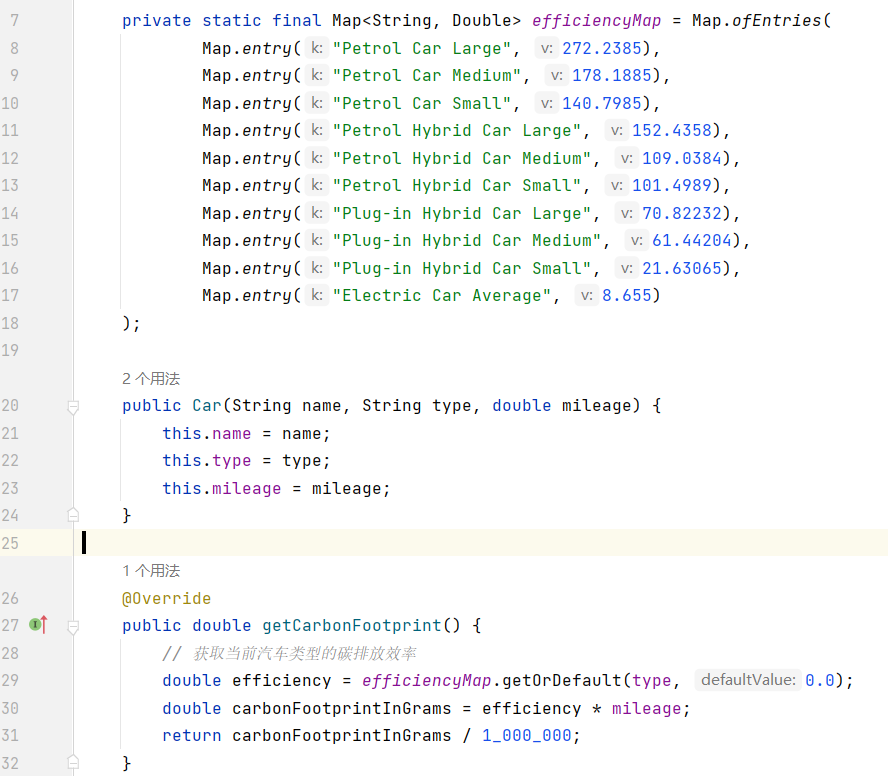 7 private static final Map<String, Double> efficiencyMap = Map.ofEntries(
8 Map.entry( k: "Petrol Car Large", v: 272.2385),
9 Map.entry( k: "Petrol Car Medium", v: 178.1885),
10 Map.entry( k: "Petrol Car Small", v: 140.7985),
11 Map.entry( k: "Petrol Hybrid Car Large", v: 152.4358),
12 Map.entry( k: "Petrol Hybrid Car Medium", v: 109.0384),
13 Map.entry( k: "Petrol Hybrid Car Small", v: 101.4989),
14 Map.entry( k: "Plug-in Hybrid Car Large", v: 70.82232),
15 Map.entry( k: "Plug-in Hybrid Car Medium", v: 61.44204),
16 Map.entry( k: "Plug-in Hybrid Car Small", v: 21.63065),
17 Map.entry( k: "Electric Car Average", v: 8.655)
18 );
19
2 个用法
20 public Car(String name, String type, double mileage) {
21 this.name = name;
22 this.type = type;
23 this.mileage = mileage;
24 }
25
1 个用法
26 @Override
27 public double getCarbonFootprint() {
28 // 获取当前汽车类型的碳排放效率
29 double efficiency = efficiencyMap.getOrDefault(type, defaultValue: 0.0);
30 double carbonFootprintInGrams = efficiency * mileage;
31 return carbonFootprintInGrams / 1_000_000;
32 }